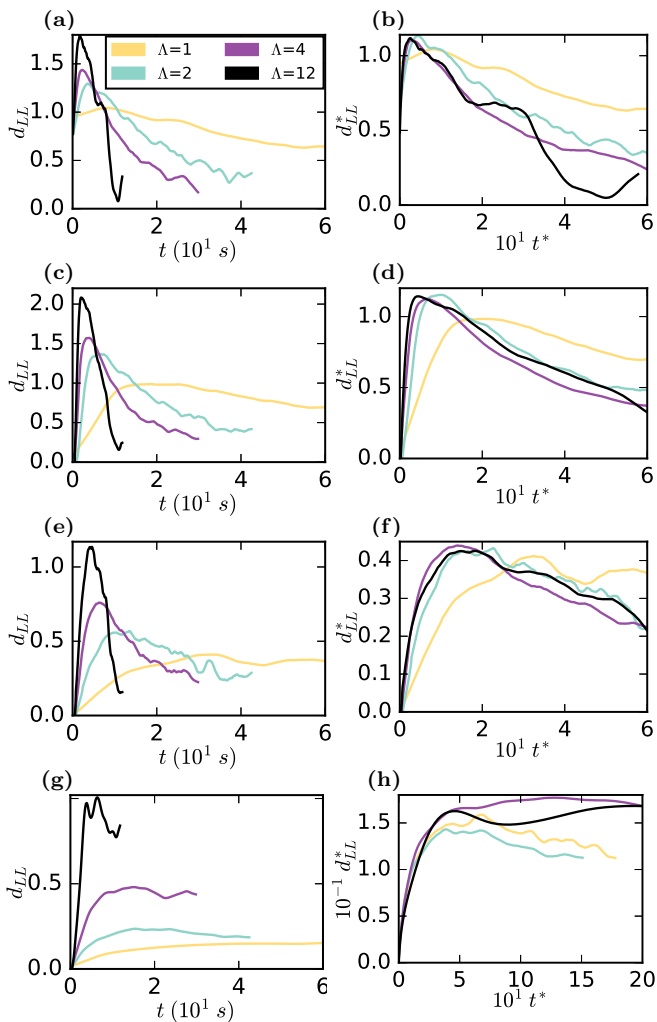 (a) (b)
Λ=1 Λ=4
Λ=2 Λ=12
d_LL 0.0 0.5 1.0 1.5
0 2 4 6
t (10¹ s)
d*_LL 0.0 0.5 1.0
0 2 4 6
10¹ t*
(c) (d)
d_LL 0.0 0.5 1.0 1.5 2.0
0 2 4 6
t (10¹ s)
d*_LL 0.0 0.5 1.0
0 2 4 6
10¹ t*
(e) (f)
d_LL 0.0 0.5 1.0
0 2 4 6
t (10¹ s)
d*_LL 0.0 0.1 0.2 0.3 0.4
0 2 4 6
10¹ t*
(g) (h)
d_LL 0.0 0.5
0 2 4 6
t (10¹ s)
10⁻¹ d*_LL 0.0 0.5 1.0 1.5
0 5 10 15 20
10¹ t*